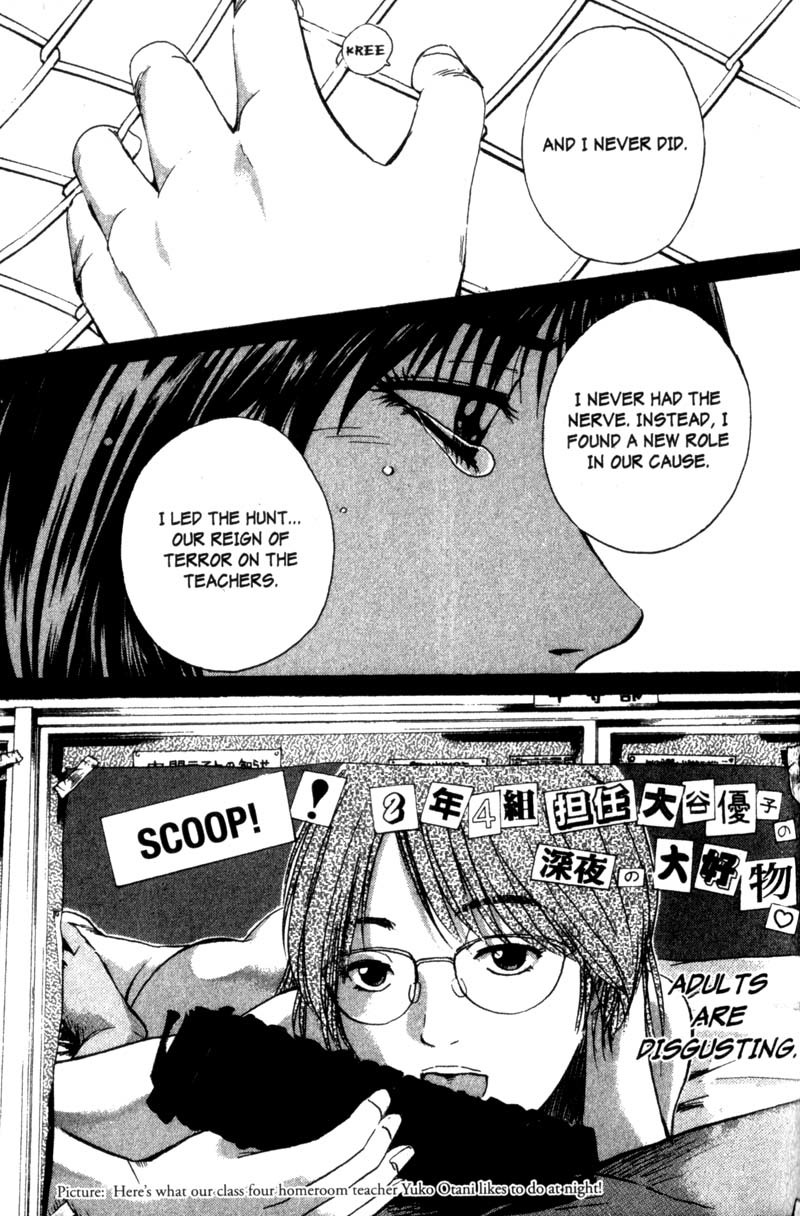 KREE
AND I NEVER DID.
I NEVER HAD THE
NERVE. INSTEAD, I
FOUND A NEW ROLE
IN OUR CAUSE.
I LED THE HUNT...
OUR REIGN OF
TERROR ON THE
TEACHERS.
SCOOP!
! 2年4組担任大谷優子の
深夜の大好物♡
ADULTS
ARE
DISGUSTING.
Picture: Here's what our class four homeroom teacher Yuko Otani likes to do at night!